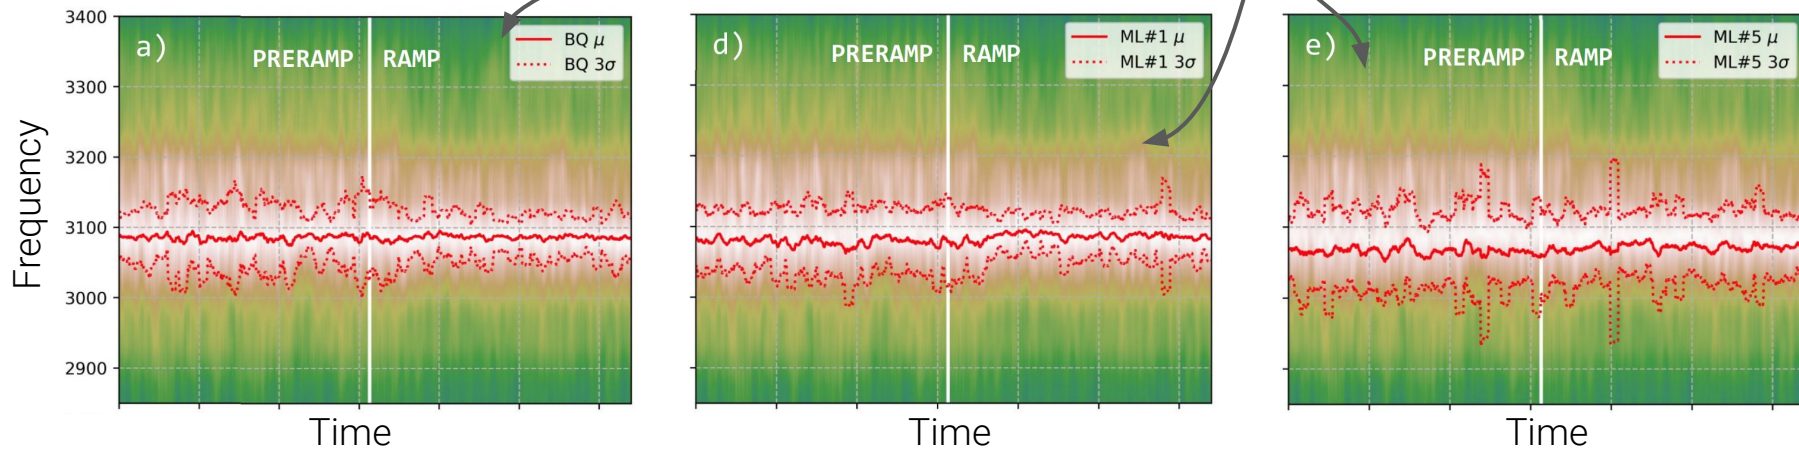 Frequency
3400
3300
3200
3100
3000
2900
a)
PRERAMP
RAMP
BQ μ
BQ 3σ
Time
d)
PRERAMP
RAMP
ML#1 μ
ML#1 3σ
Time
e)
PRERAMP
RAMP
ML#5 μ
ML#5 3σ
Time